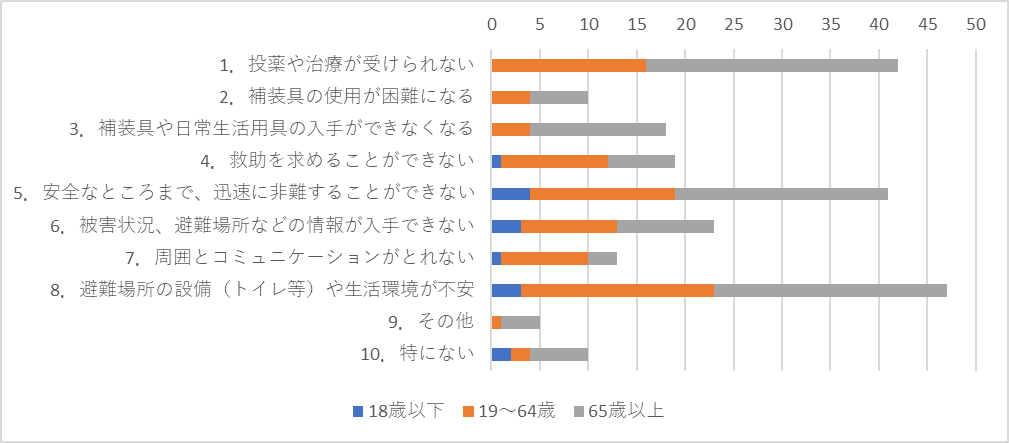 0 5 10 15 20 25 30 35 40 45 50
1．投薬や治療が受けられない
2．補装具の使用が困難になる
3．補装具や日常生活用具の入手ができなくなる
4．救助を求めることができない
5．安全なところまで、迅速に非難することができない
6．被害状況、避難場所などの情報が入手できない
7．周囲とコミュニケーションがとれない
8．避難場所の設備（トイレ等）や生活環境が不安
9．その他
10．特にない
18歳以下 19～64歳 65歳以上